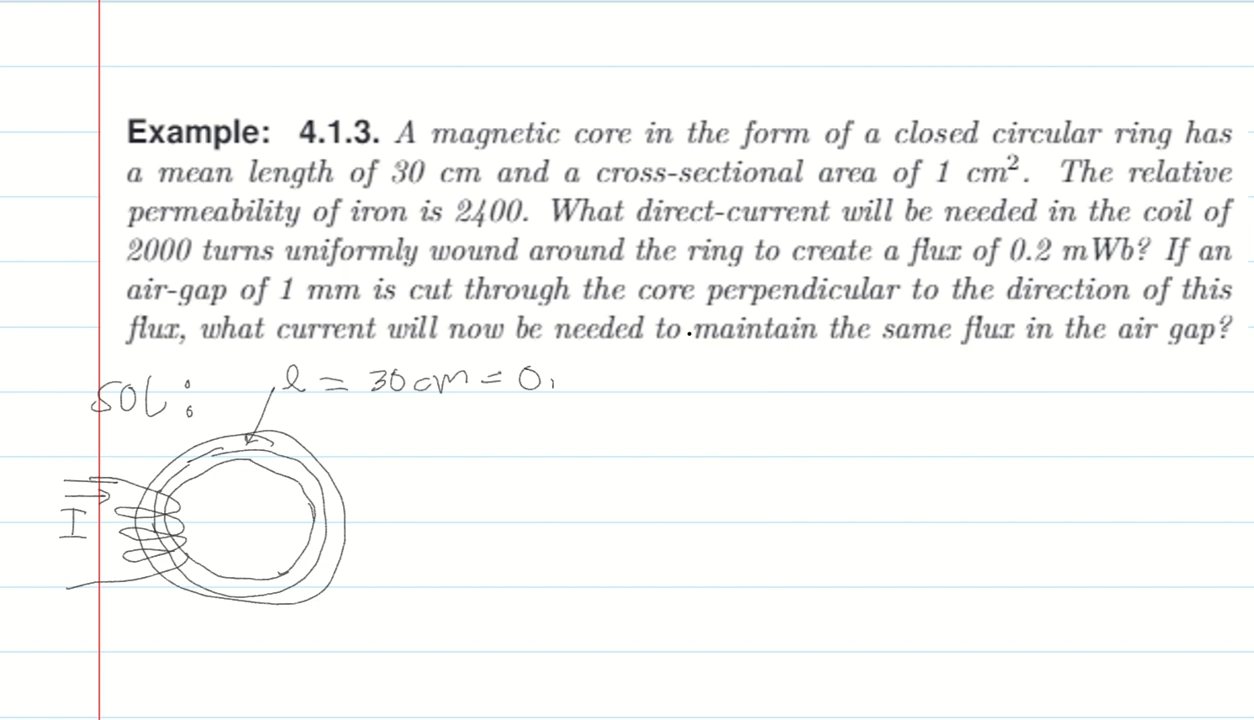 Example: 4.1.3. A magnetic core in the form of a closed circular ring has
a mean length of 30 cm and a cross-sectional area of 1 cm². The relative
permeability of iron is 2400. What direct-current will be needed in the coil of
2000 turns uniformly wound around the ring to create a flux of 0.2 mWb? If an
air-gap of 1 mm is cut through the core perpendicular to the direction of this
flux, what current will now be needed to maintain the same flux in the air gap?
SOL :
l = 30 cm = 0.
I